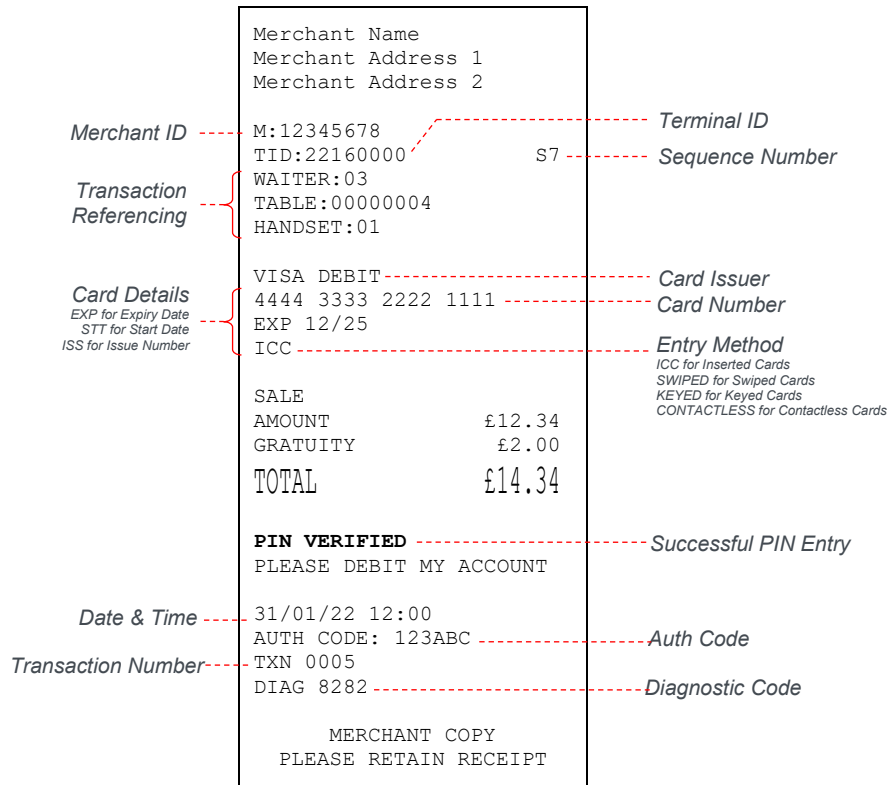 Merchant Name
Merchant Address 1
Merchant Address 2
Merchant ID M:12345678 Terminal ID
TID:22160000 S7 Sequence Number
Transaction Referencing
WAITER:03
TABLE:00000004
HANDSET:01
VISA DEBIT Card Issuer
Card Details
EXP for Expiry Date
STT for Start Date
ISS for Issue Number
4444 3333 2222 1111 Card Number
EXP 12/25
ICC Entry Method
ICC for Inserted Cards
SWIPED for Swiped Cards
KEYED for Keyed Cards
CONTACTLESS for Contactless Cards
SALE
AMOUNT £12.34
GRATUITY £2.00
TOTAL £14.34
PIN VERIFIED Successful PIN Entry
PLEASE DEBIT MY ACCOUNT
Date & Time 31/01/22 12:00
AUTH CODE: 123ABC Auth Code
Transaction Number TXN 0005
DIAG 8282 Diagnostic Code
MERCHANT COPY
PLEASE RETAIN RECEIPT